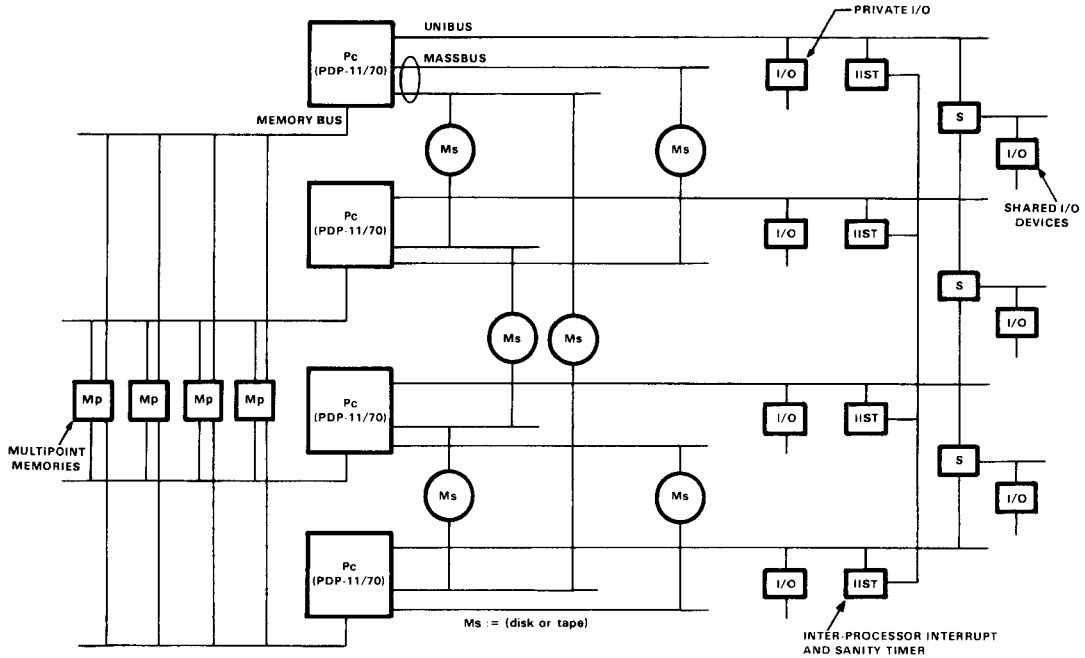 PRIVATE I/O
UNIBUS
Pc
(PDP-11/70)
MASSBUS
I/O
IIST
MEMORY BUS
S
Ms
Ms
I/O
SHARED I/O
DEVICES
Pc
(PDP-11/70)
I/O
IIST
S
I/O
Ms
Ms
Mp
Mp
Mp
Mp
Pc
(PDP-11/70)
I/O
IIST
MULTIPOINT
MEMORIES
S
I/O
Ms
Ms
Pc
(PDP-11/70)
I/O
IIST
Ms := (disk or tape)
INTER-PROCESSOR INTERRUPT
AND SANITY TIMER